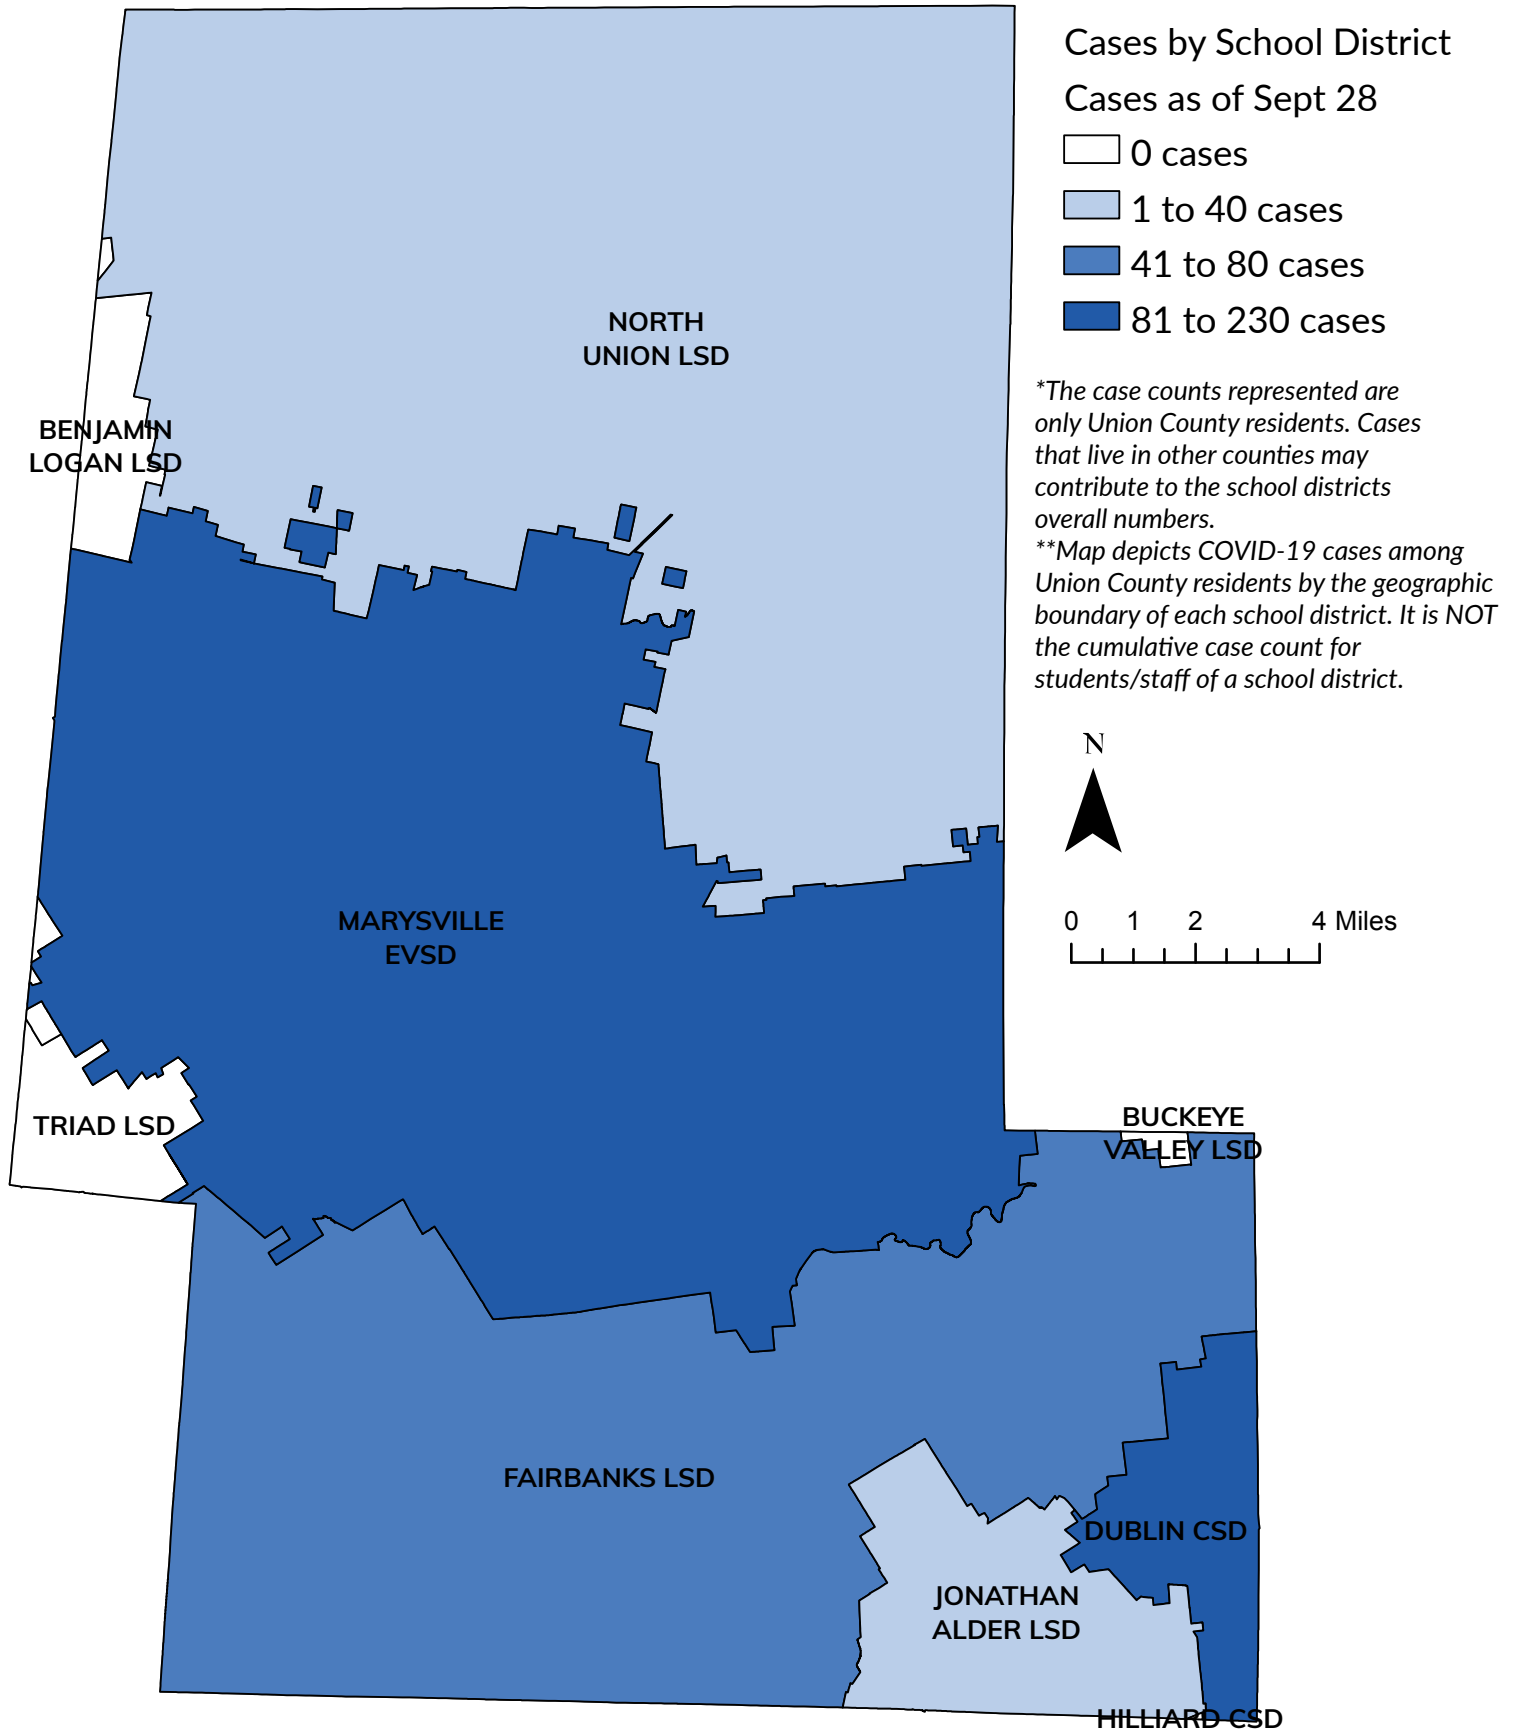 Cases by School District
Cases as of Sept 28
0 cases
1 to 40 cases
41 to 80 cases
81 to 230 cases
*The case counts represented are
only Union County residents. Cases
that live in other counties may
contribute to the school districts
overall numbers.
**Map depicts COVID-19 cases among
Union County residents by the geographic
boundary of each school district. It is NOT
the cumulative case count for
students/staff of a school district.
N
0 1 2 4 Miles
NORTH
UNION LSD
BENJAMIN
LOGAN LSD
MARYSVILLE
EVSD
TRIAD LSD
BUCKEYE
VALLEY LSD
FAIRBANKS LSD
DUBLIN CSD
JONATHAN
ALDER LSD
HILLIARD CSD